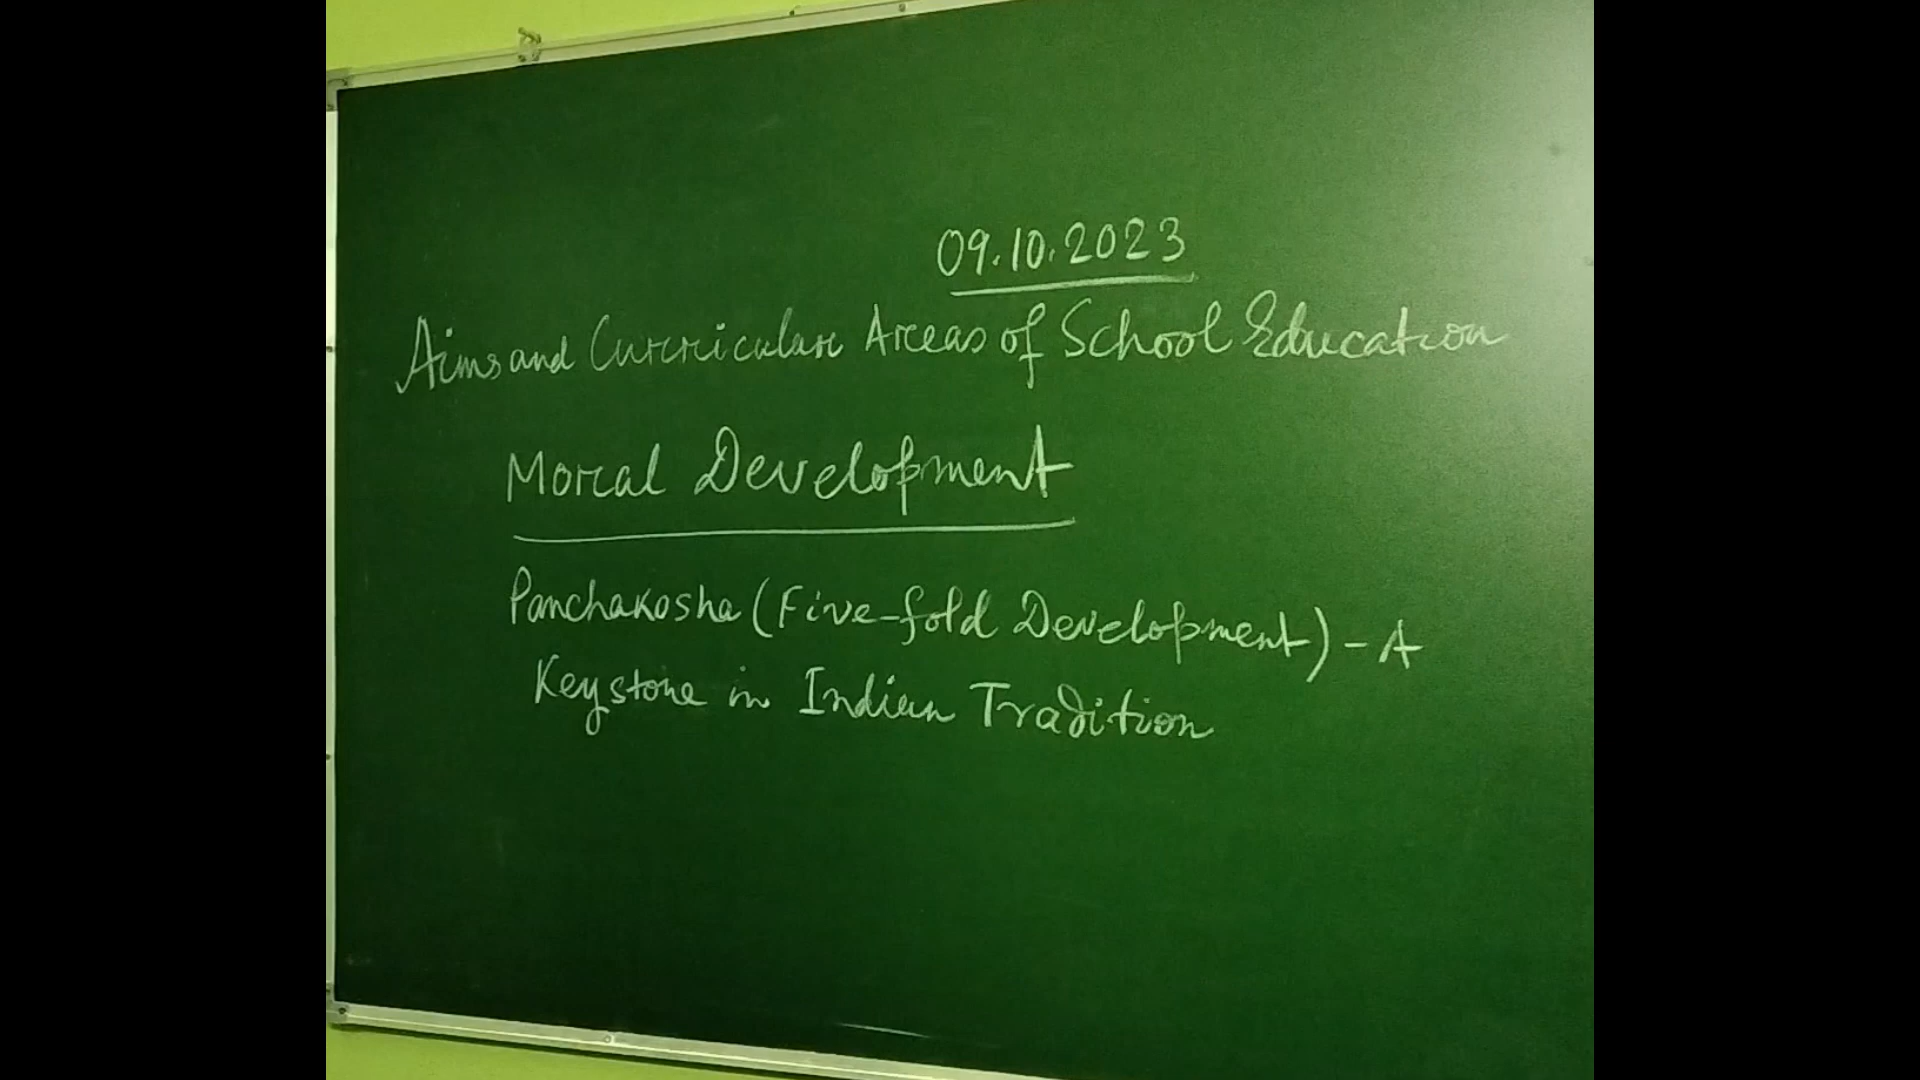 09.10.2023
Aims and Curricular Areas of School Education
Moral Development
Panchakosha (Five-fold Development) - A
Keystone in Indian Tradition